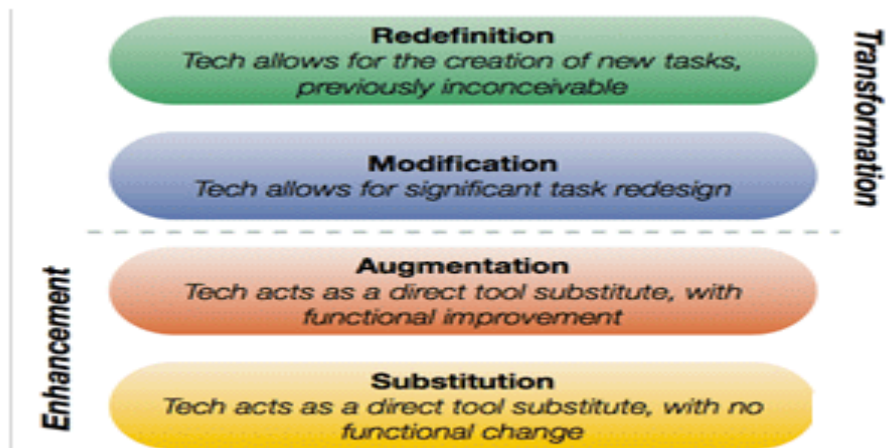 Redefinition
Tech allows for the creation of new tasks,
previously inconceivable
Transformation
Modification
Tech allows for significant task redesign
Augmentation
Tech acts as a direct tool substitute, with
functional improvement
Enhancement
Substitution
Tech acts as a direct tool substitute, with no
functional change